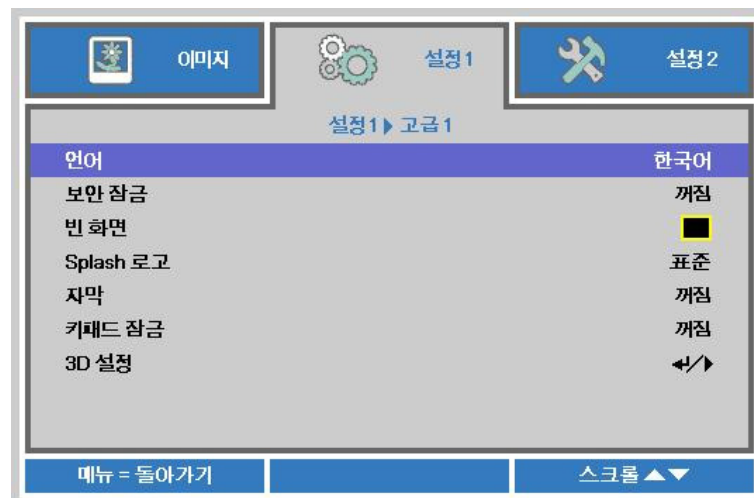 이미지 설정 1 설정 2
설정 1 ▶ 고급 1
언어 한국어
보안 잠금 꺼짐
빈 화면
Splash 로고 표준
자막 꺼짐
키패드 잠금 꺼짐
3D 설정 ↵/▶
메뉴 = 돌아가기 스크롤 ▲▼